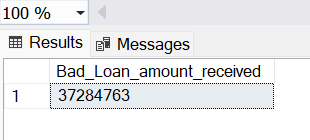 100 %
Results Messages
Bad_Loan_amount_received
1 37284763